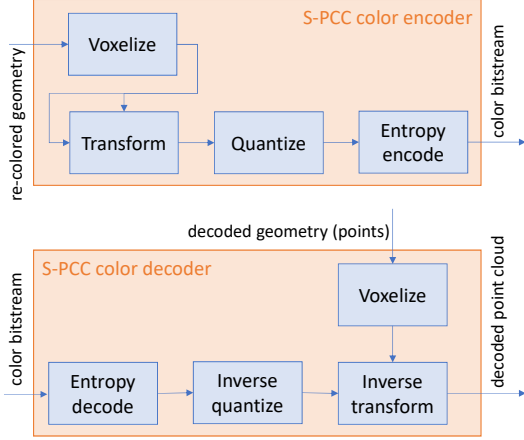 S-PCC color encoder
re-colored geometry
Voxelize
Transform
Quantize
Entropy
encode
color bitstream
decoded geometry (points)
S-PCC color decoder
color bitstream
Voxelize
Entropy
decode
Inverse
quantize
Inverse
transform
decoded point cloud